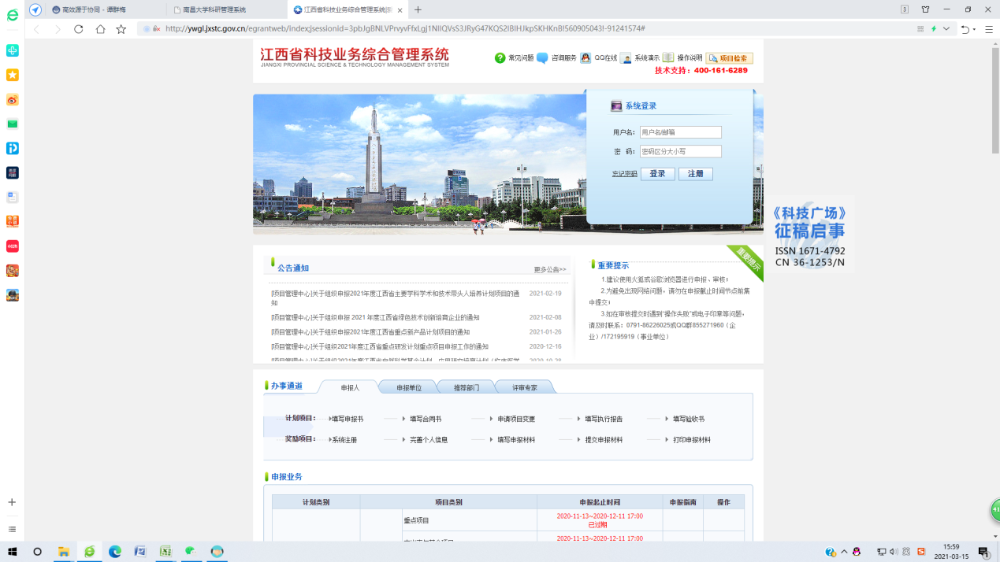 高效源于协同 - 谭群梅
南昌大学科研管理系统
江西省科技业务综合管理系统
3
http://ywgl.jxstc.gov.cn/egrantweb/index;jsessionid=
江西省科技业务综合管理系统
JIANGXI PROVINCIAL SCIENCE & TECHNOLOGY MANAGEMENT SYSTEM
常见问题 咨询服务 QQ在线 系统演示 操作说明 项目检索
技术支持：400-161-6289
系统登录
用户名: 用户名/邮箱
密 码: 密码区分大小写
忘记密码 登录 注册
《科技广场》
征稿启事
ISSN 1671-4792
CN 36-1253/N
公告通知
更多公告>>
[项目管理中心]关于组织申报2021年度江西省主要学科学术和技术带头人培养计划项目的通 2021-02-19
知
[项目管理中心]关于组织申报 2021 年度江西省绿色技术创新培育企业的通知 2021-02-08
[项目管理中心]关于组织申报2021年度江西省重点新产品计划项目的通知 2021-01-26
[项目管理中心]关于组织2021年度江西省重点研发计划重点项目申报工作的通知 2020-12-16
重要提示
重要提示
1.建议使用火狐或谷歌浏览器进行申报、审核；
2.为避免出现网络问题，请勿在申报截止时间节点前集
中提交；
3.如在审核提交时遇到"操作失败"或电子印章等问题，
请及时联系：0791-86226025或QQ群855271960（企
业）/172195919（事业单位）
办事通道
申报人 申报单位 推荐部门 评审专家
计划项目： 填写申报书 填写合同书 申请项目变更 填写执行报告 填写验收书
奖励项目： 系统注册 完善个人信息 填写申报材料 提交申报材料 打印申报材料
申报业务
计划类别 项目类别 申报起止时间 申报指南 操作
重点项目 2020-11-13~2020-12-11 17:00
已过期
2020-11-13~2020-12-11 17:00
41
15:59
2021-03-15